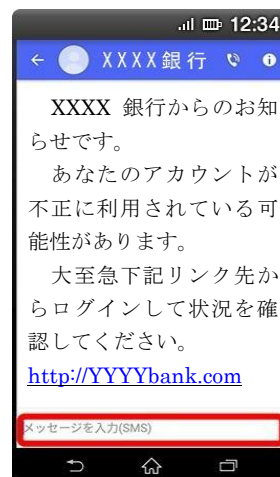 12:34
XXXX銀行
XXXX 銀行からのお知
らせです。
あなたのアカウントが
不正に利用されている可
能性があります。
大至急下記リンク先か
らログインして状況を確
認してください。
http://YYYYbank.com
メッセージを入力(SMS)